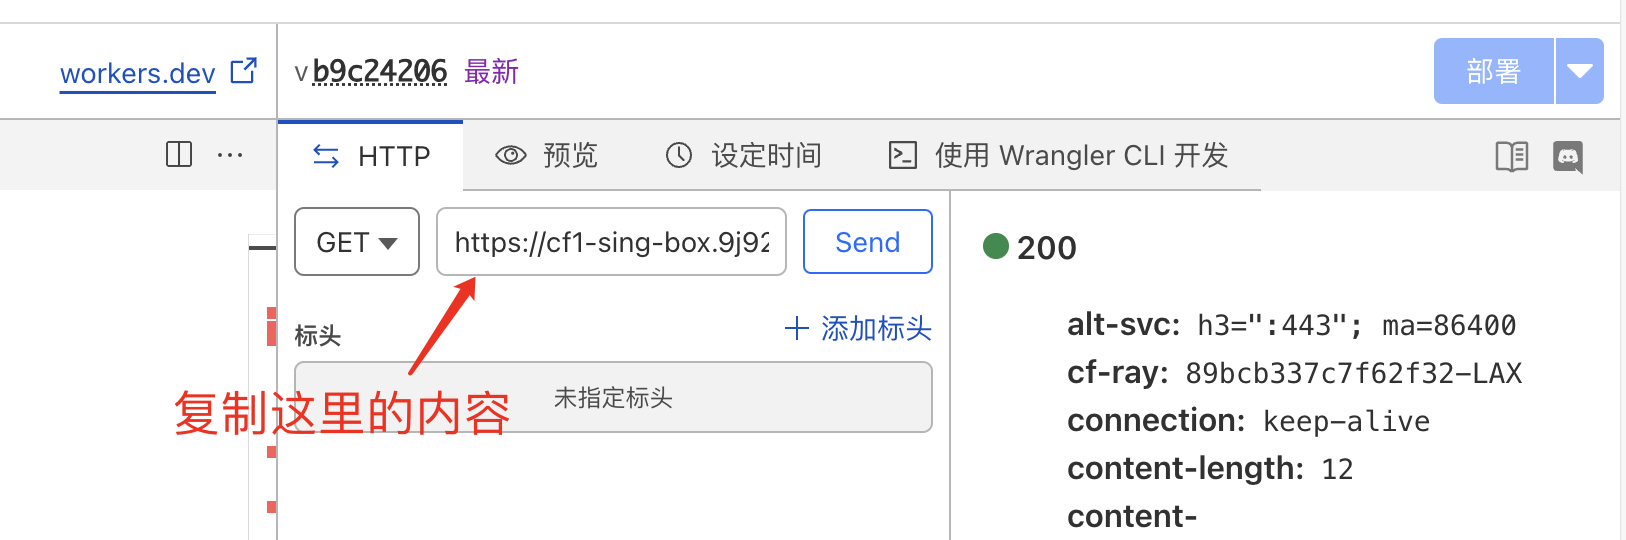 workers.dev
vb9c24206 最新
部署
HTTP
预览
设定时间
使用 Wrangler CLI 开发
GET
https://cf1-sing-box.9j92
Send
标头
添加标头
未指定标头
复制这里的内容
200
alt-svc: h3=":443"; ma=86400
cf-ray: 89bcb337c7f62f32-LAX
connection: keep-alive
content-length: 12
content-